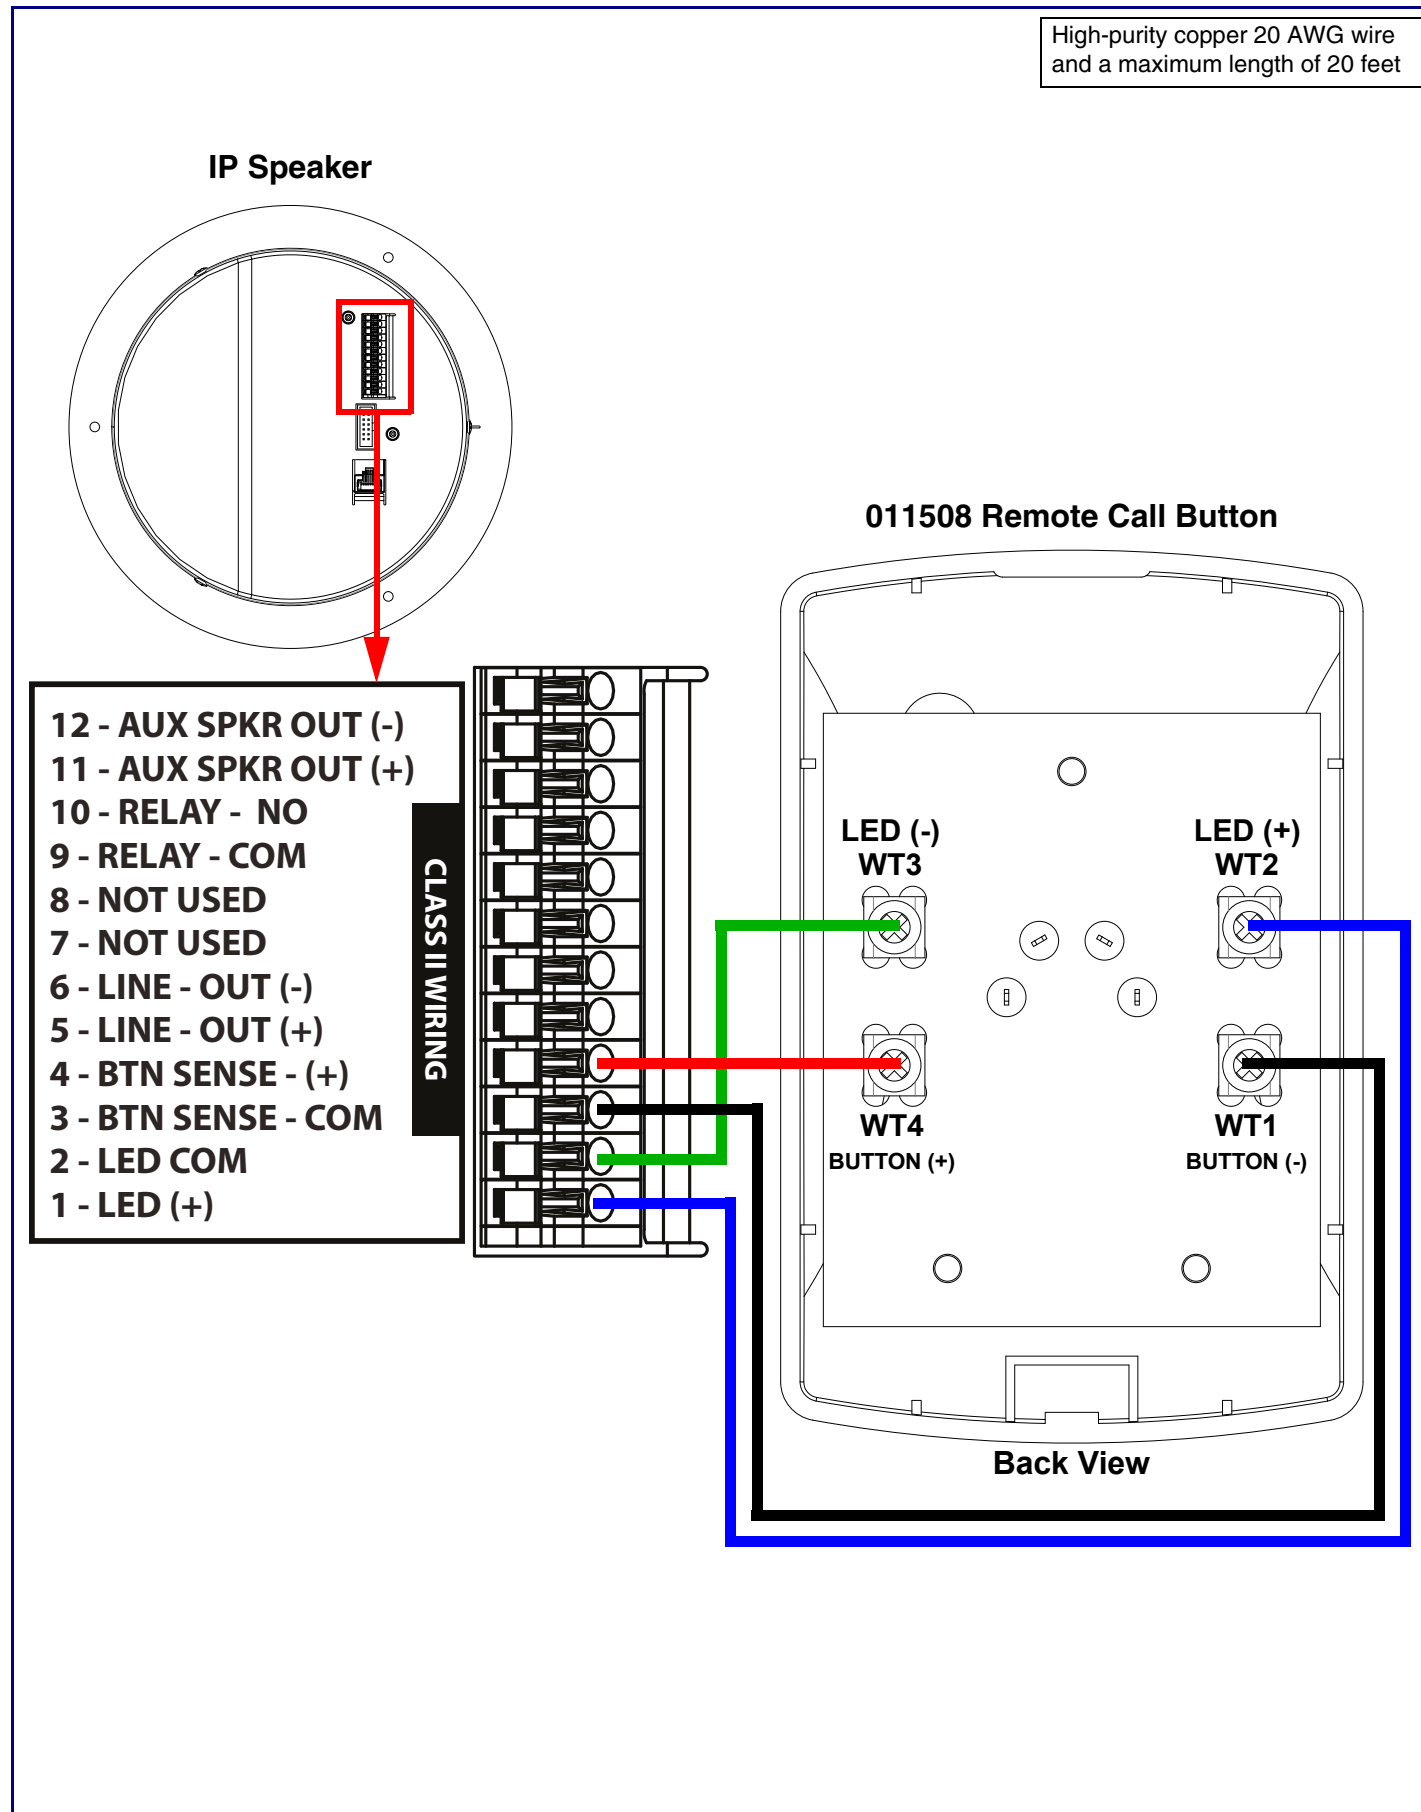 High-purity copper 20 AWG wire
and a maximum length of 20 feet
IP Speaker
011508 Remote Call Button
12 - AUX SPKR OUT (-)
11 - AUX SPKR OUT (+)
10 - RELAY - NO
9 - RELAY - COM
8 - NOT USED
7 - NOT USED
6 - LINE - OUT (-)
5 - LINE - OUT (+)
4 - BTN SENSE - (+)
3 - BTN SENSE - COM
2 - LED COM
1 - LED (+)
CLASS II WIRING
LED (-)
WT3
LED (+)
WT2
WT4
BUTTON (+)
WT1
BUTTON (-)
Back View